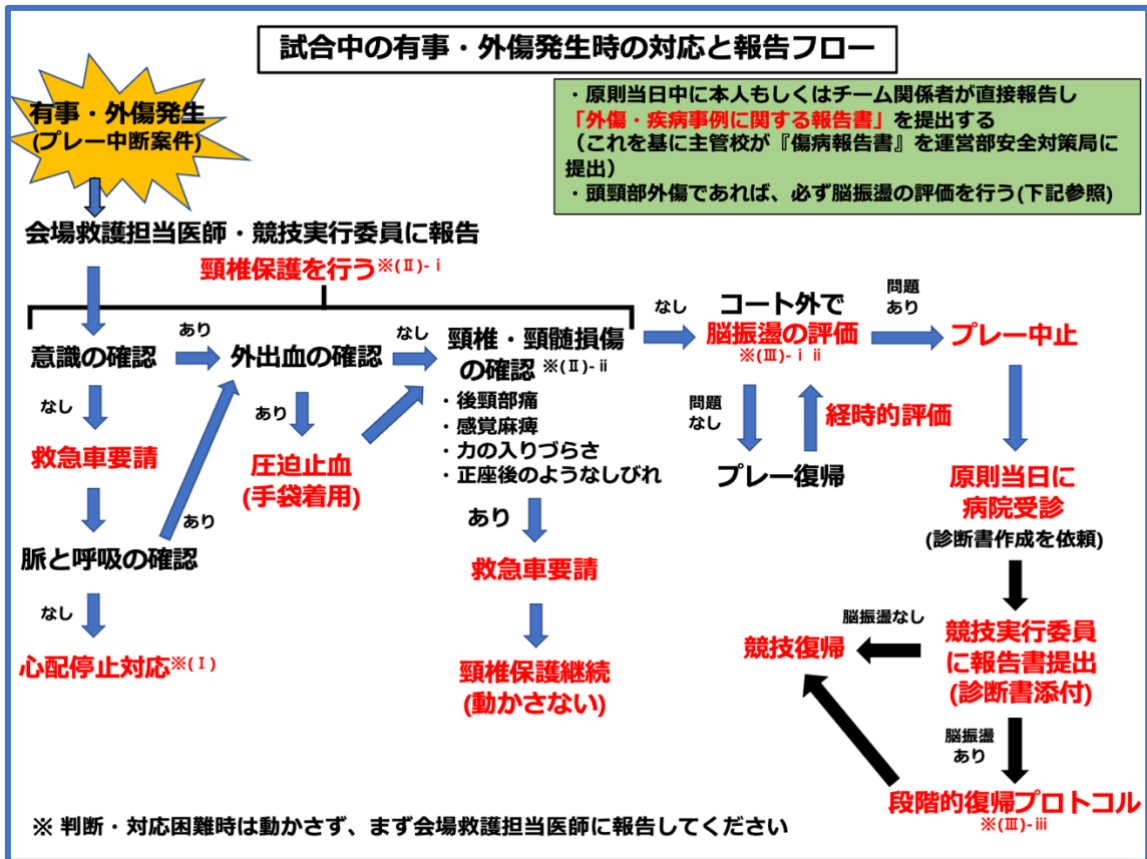 試合中の有事・外傷発生時の対応と報告フロー
有事・外傷発生
(プレー中断案件)
・原則当日中に本人もしくはチーム関係者が直接報告し
「外傷・疾病事例に関する報告書」を提出する
（これを基に主管校が『傷病報告書』を運営部安全対策局に
提出）
・頭頸部外傷であれば、必ず脳振盪の評価を行う(下記参照)
会場救護担当医師・競技実行委員に報告
頸椎保護を行う※(Ⅱ)-ⅰ
意識の確認
あり
外出血の確認
なし
頸椎・頸髄損傷
の確認 ※(Ⅱ)-ⅱ
・後頸部痛
・感覚麻痺
・力の入りづらさ
・正座後のようなしびれ
なし
コート外で
脳振盪の評価
※(Ⅲ)-ⅰ ⅱ
問題
あり
プレー中止
なし
救急車要請
あり
圧迫止血
(手袋着用)
問題
なし
経時的評価
プレー復帰
原則当日に
病院受診
(診断書作成を依頼)
あり
脈と呼吸の確認
あり
救急車要請
なし
心配停止対応※(Ⅰ)
頸椎保護継続
(動かさない)
脳振盪なし
競技復帰
競技実行委員
に報告書提出
(診断書添付)
脳振盪
あり
段階的復帰プロトコル
※(Ⅲ)-ⅲ
※ 判断・対応困難時は動かさず、まず会場救護担当医師に報告してください